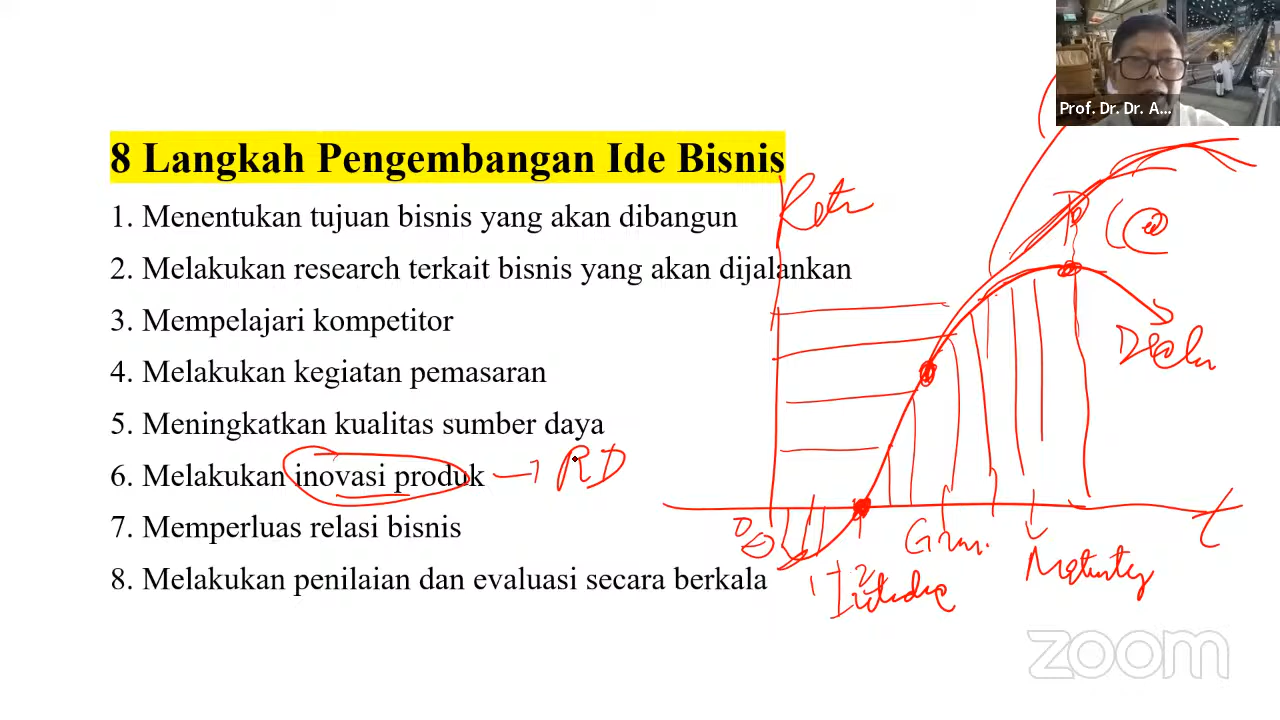 Prof. Dr. Dr. A...
8 Langkah Pengembangan Ide Bisnis
1. Menentukan tujuan bisnis yang akan dibangun
2. Melakukan research terkait bisnis yang akan dijalankan
3. Mempelajari kompetitor
4. Melakukan kegiatan pemasaran
5. Meningkatkan kualitas sumber daya
6. Melakukan inovasi produk → RD
7. Memperluas relasi bisnis
8. Melakukan penilaian dan evaluasi secara berkala
t
Maturity
zoom